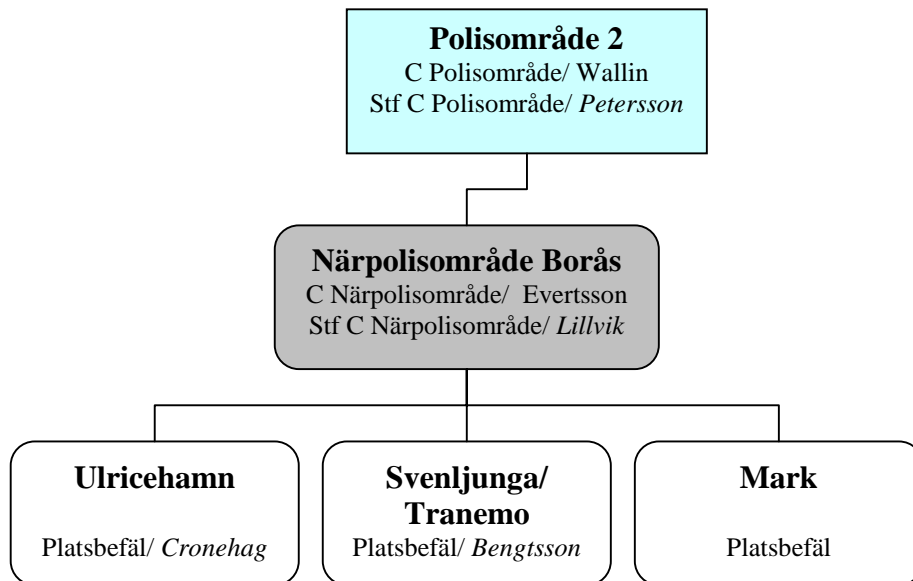 Polisområde 2
C Polisområde/ Wallin
Stf C Polisområde/ Petersson
Närpolisområde Borås
C Närpolisområde/ Evertsson
Stf C Närpolisområde/ Lillvik
Ulricehamn
Platsbefäl/ Cronehag
Svenljunga/
Tranemo
Platsbefäl/ Bengtsson
Mark
Platsbefäl